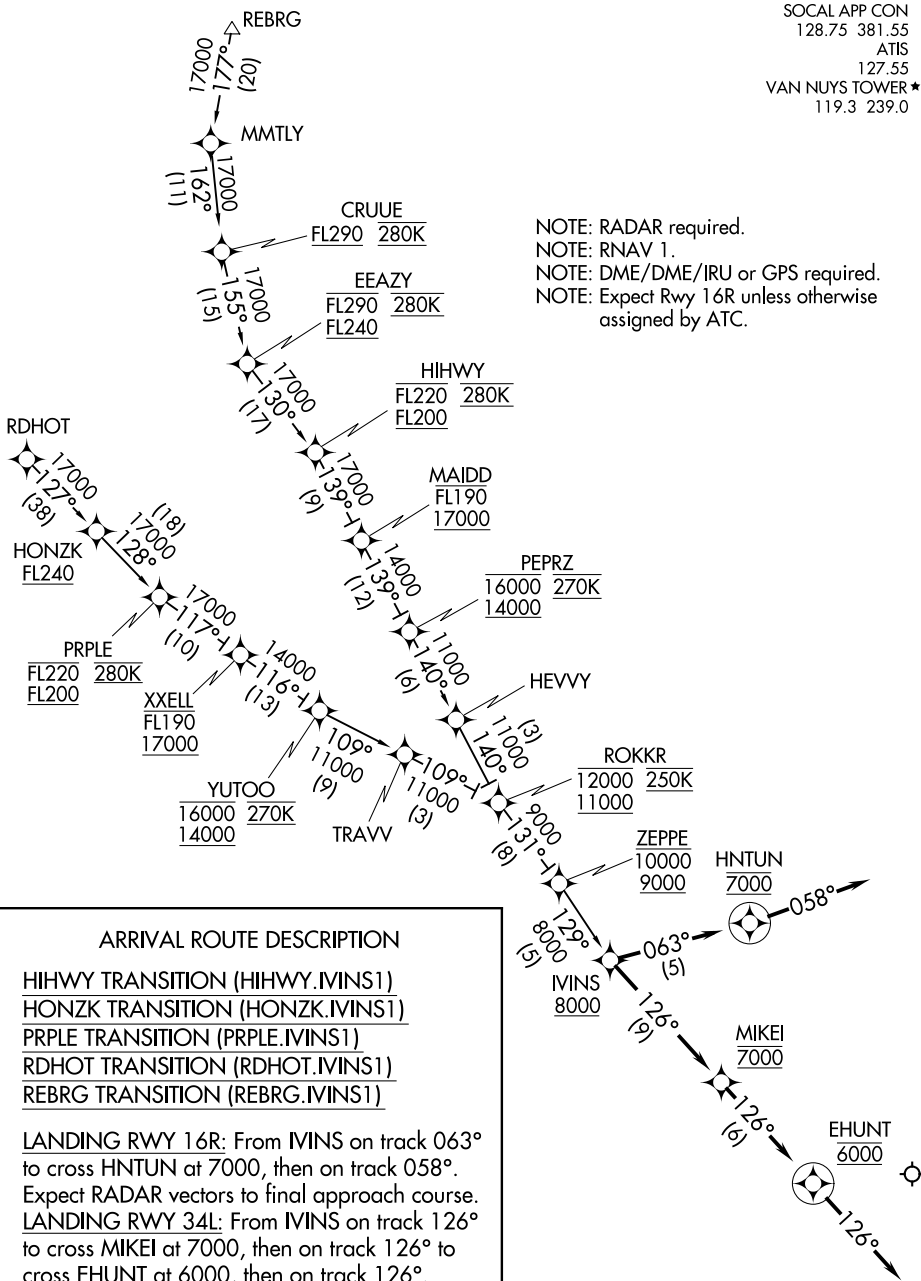 SOCAL APP CON
128.75 381.55
ATIS
127.55
VAN NUYS TOWER★
119.3 239.0
REBRG
17000
177°
(20)
MMTLY
17000
162°
(11)
CRUUE
FL290 280K
17000
155°
(15)
EEAZY
FL290 280K
FL240
NOTE: RADAR required.
NOTE: RNAV 1.
NOTE: DME/DME/IRU or GPS required.
NOTE: Expect Rwy 16R unless otherwise
assigned by ATC.
17000
130°
(17)
HIHWY
FL220 280K
FL200
17000
139°
(9)
MAIDD
FL190
17000
14000
139°
(12)
PEPRZ
16000 270K
14000
11000
140°
(6)
HEVVY
(3)
11000
140°
RDHOT
17000
127°
(38)
HONZK
FL240
(18)
17000
128°
PRPLE
FL220 280K
FL200
17000
117°
(10)
XXELL
FL190
17000
14000
116°
(13)
YUTOO
16000 270K
14000
109°
11000
(9)
TRAVV
109°
11000
(3)
ROKKR
12000 250K
11000
9000
131°
(8)
ZEPPE
10000
9000
129°
8000
(5)
IVINS
8000
HNTUN
7000
063°
(5)
058°
126°
(9)
MIKEI
7000
126°
(6)
EHUNT
6000
126°
ARRIVAL ROUTE DESCRIPTION
HIHWY TRANSITION (HIHWY.IVINS1)
HONZK TRANSITION (HONZK.IVINS1)
PRPLE TRANSITION (PRPLE.IVINS1)
RDHOT TRANSITION (RDHOT.IVINS1)
REBRG TRANSITION (REBRG.IVINS1)
LANDING RWY 16R: From IVINS on track 063°
to cross HNTUN at 7000, then on track 058°.
Expect RADAR vectors to final approach course.
LANDING RWY 34L: From IVINS on track 126°
to cross MIKEI at 7000, then on track 126° to
cross EHUNT at 6000, then on track 126°.